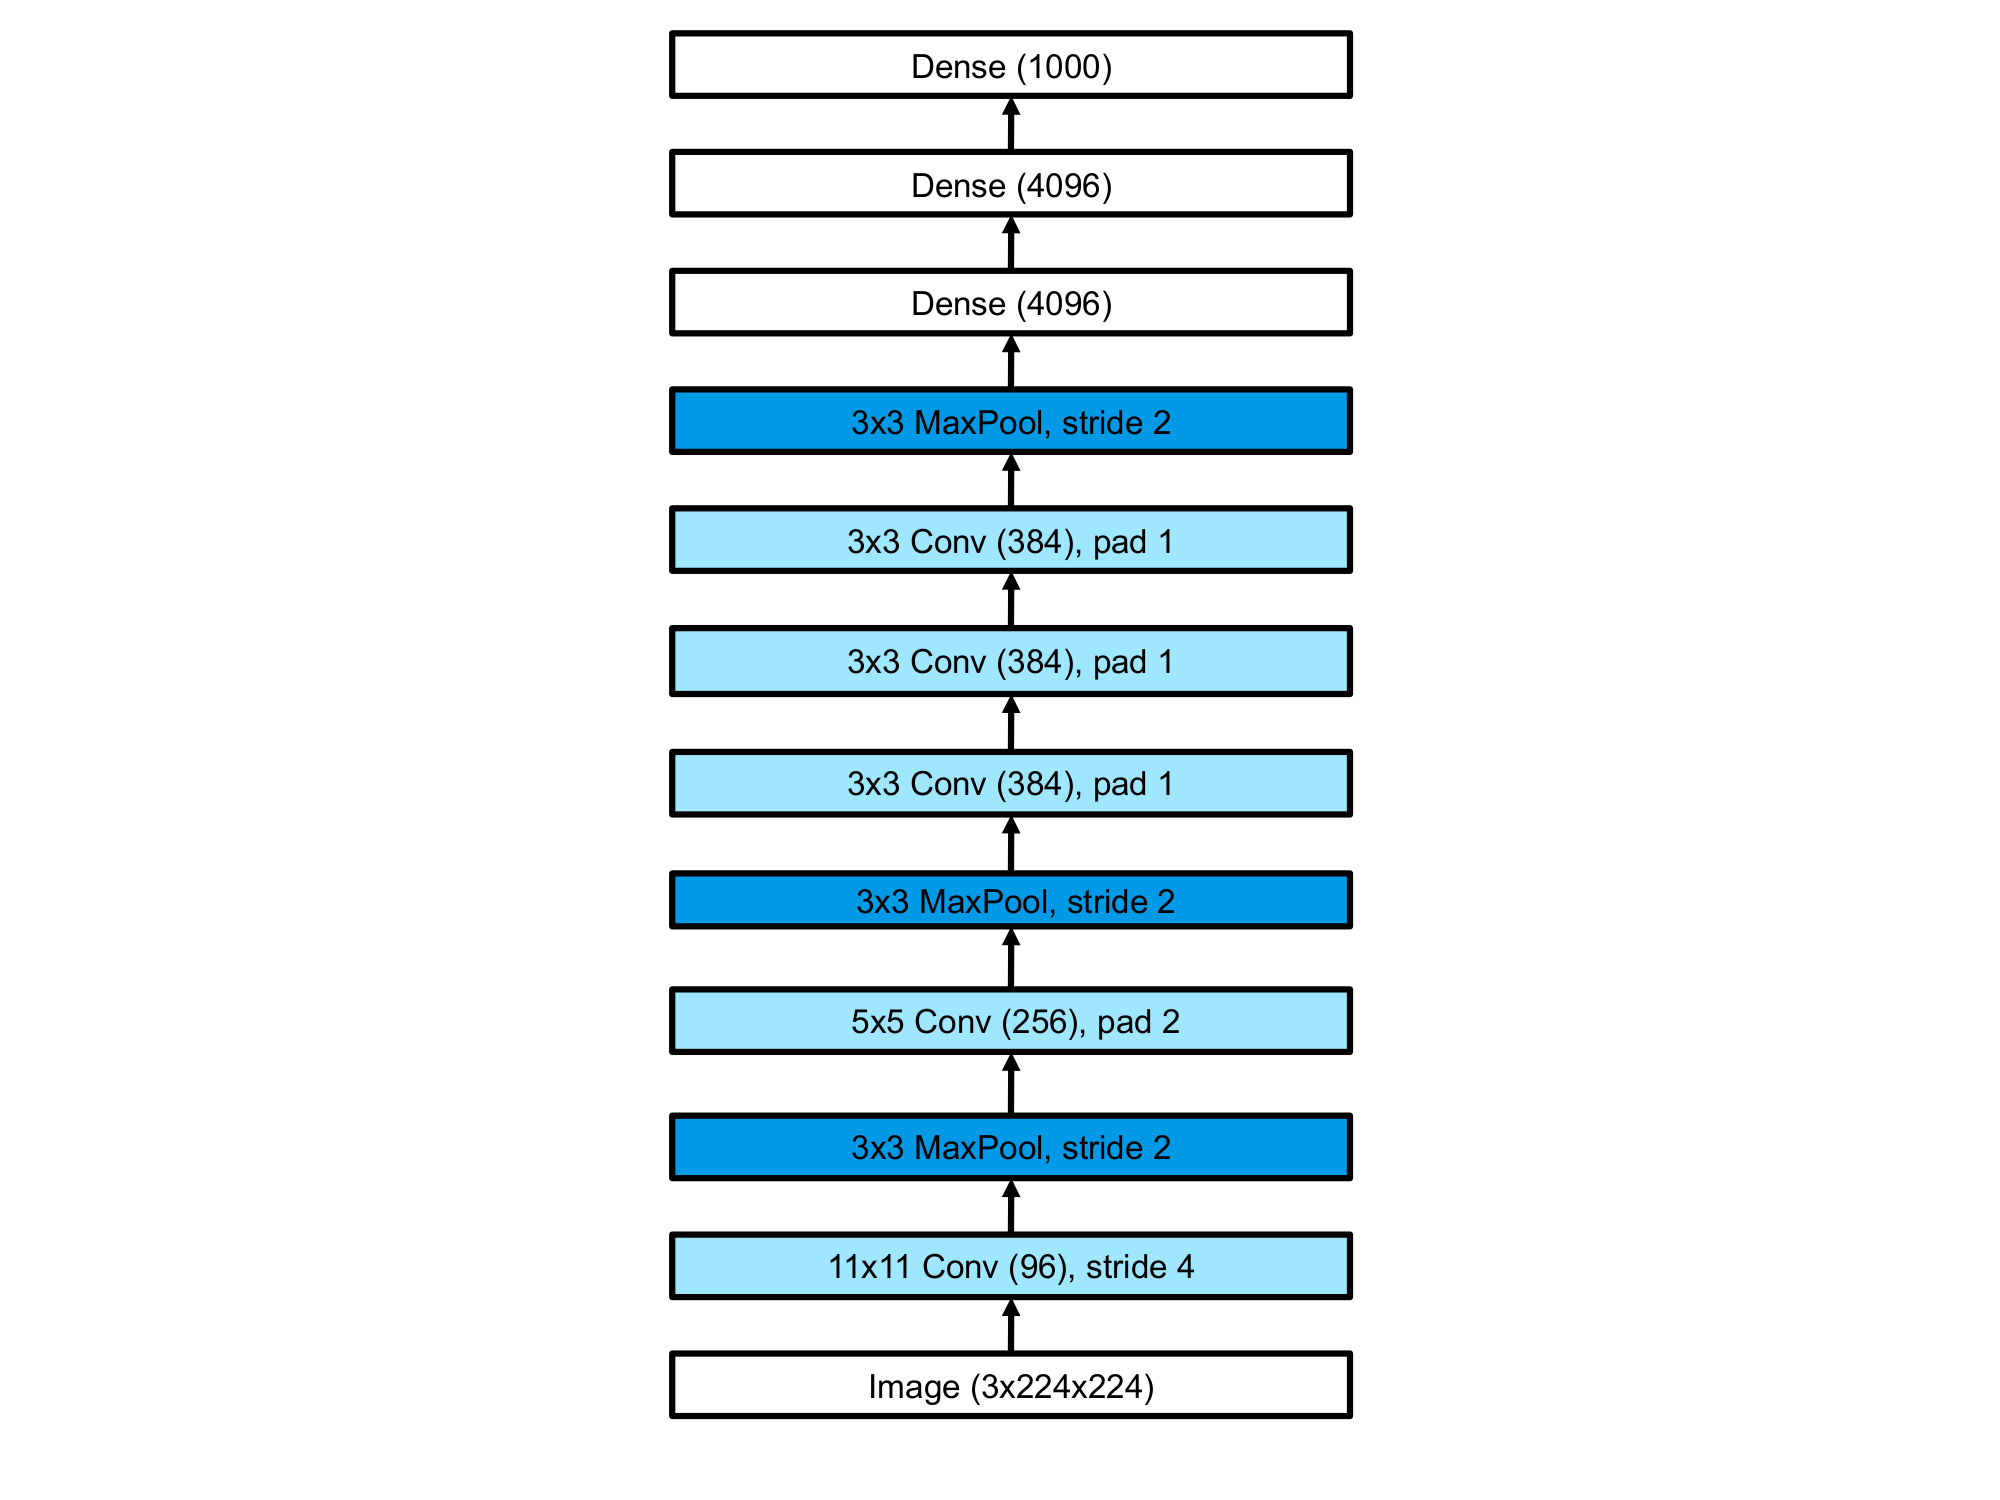 Dense (1000)
Dense (4096)
Dense (4096)
3x3 MaxPool, stride 2
3x3 Conv (384), pad 1
3x3 Conv (384), pad 1
3x3 Conv (384), pad 1
3x3 MaxPool, stride 2
5x5 Conv (256), pad 2
3x3 MaxPool, stride 2
11x11 Conv (96), stride 4
Image (3x224x224)